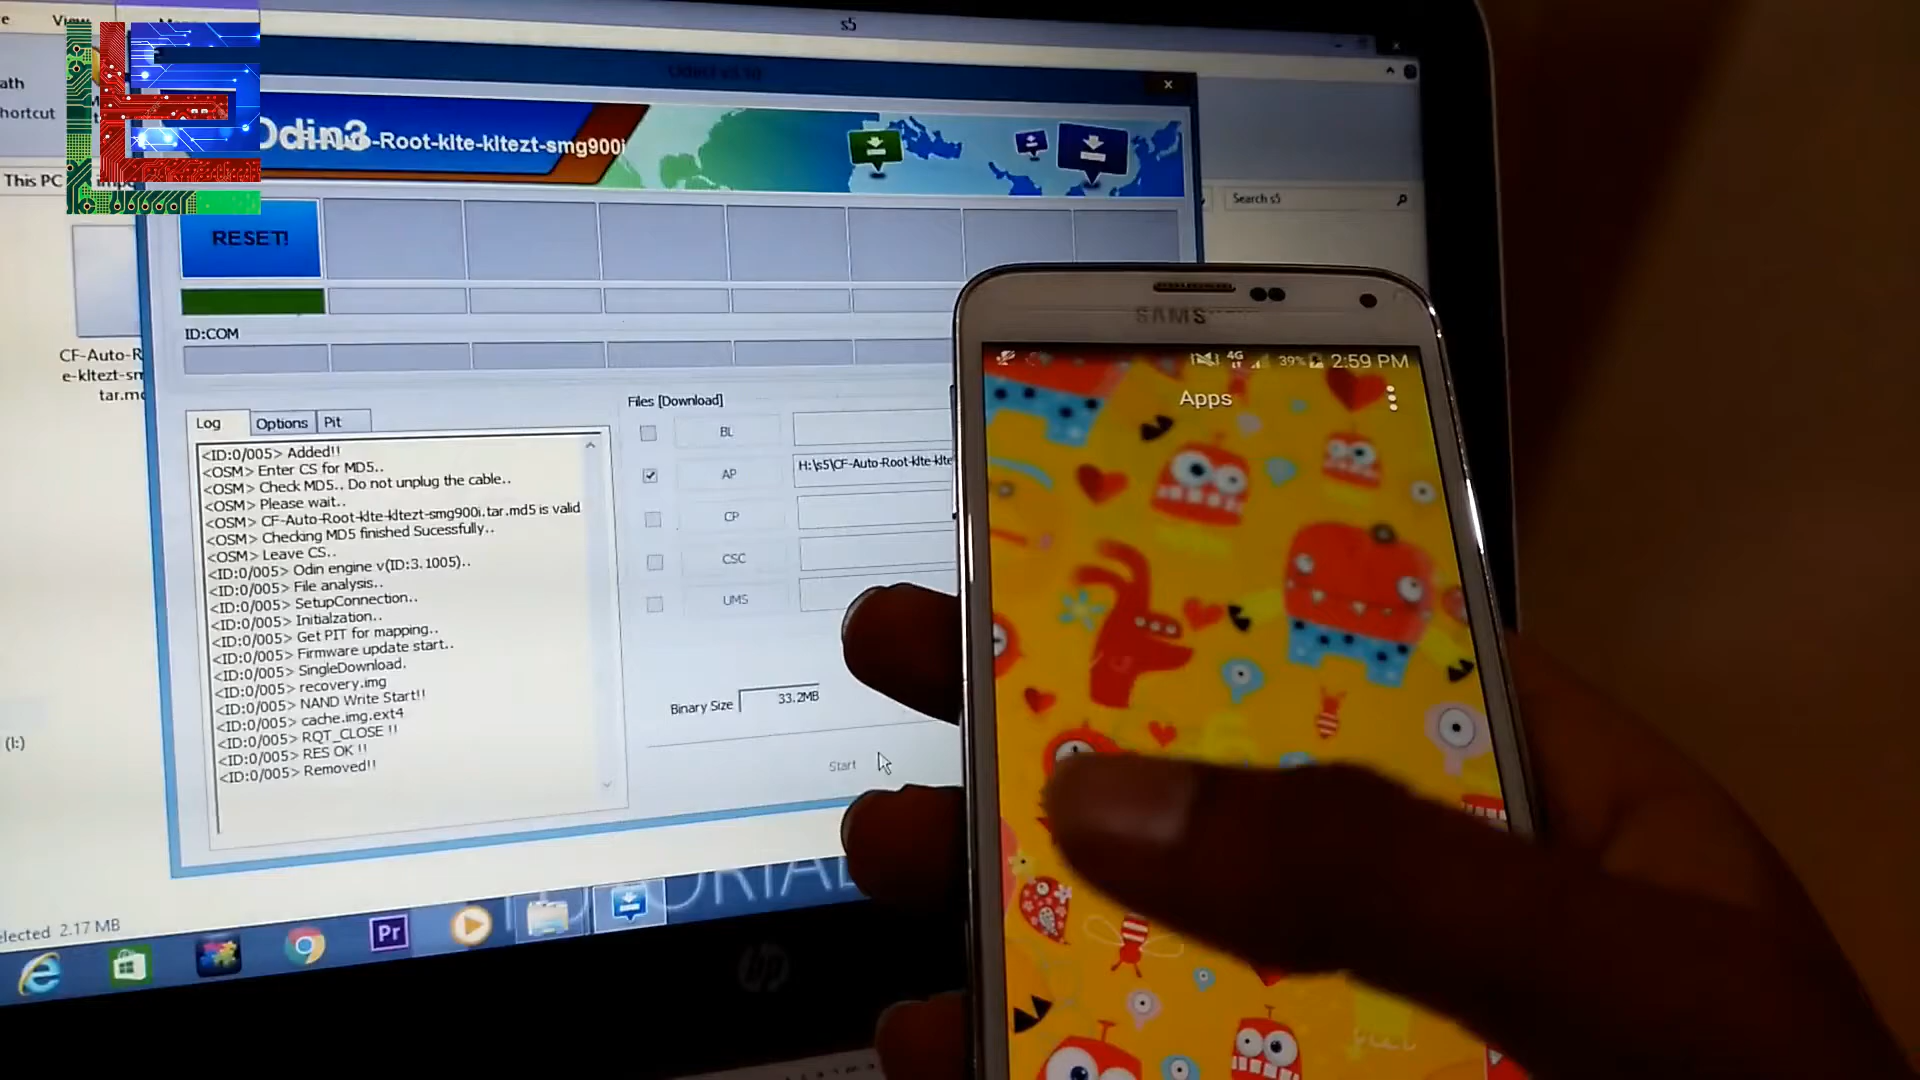 View
s5
ath
hortcut
This PC
Search s5
Odin3
-Root-klte-kltezt-smg900i
RESET!
ID:COM
CF-Auto-R
e-kltezt-sm
tar.md
Log
Options
Pit
<ID:0/005> Added!!
<OSM> Enter CS for MD5..
<OSM> Check MD5.. Do not unplug the cable..
<OSM> Please wait..
<OSM> CF-Auto-Root-klte-kltezt-smg900i.tar.md5 is valid
<OSM> Checking MD5 finished Sucessfully..
<OSM> Leave CS..
<ID:0/005> Odin engine v(ID:3.1005)..
<ID:0/005> File analysis..
<ID:0/005> SetupConnection..
<ID:0/005> Initialzation..
<ID:0/005> Get PIT for mapping..
<ID:0/005> Firmware update start..
<ID:0/005> SingleDownload.
<ID:0/005> recovery.img
<ID:0/005> NAND Write Start!!
<ID:0/005> cache.img.ext4
<ID:0/005> RQT_CLOSE !!
<ID:0/005> RES OK !!
<ID:0/005> Removed!!
Files [Download]
BL
AP
H:\s5\CF-Auto-Root-klte-klte
CP
CSC
UMS
Binary Size
33.2MB
Start
SAMS
4G
39%
2:59 PM
Apps
(I:)
elected 2.17 MB
Pr
hp